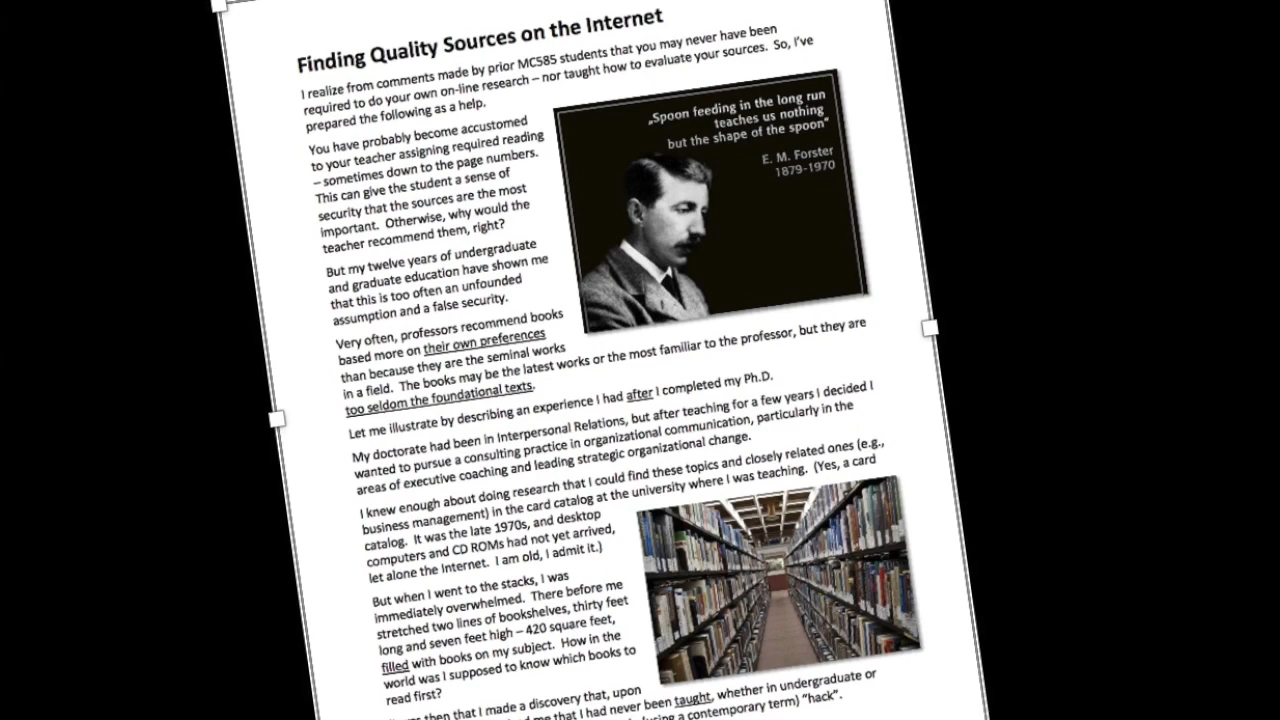 Finding Quality Sources on the Internet
I realize from comments made by prior MC585 students that you may never have been
required to do your own on-line research – nor taught how to evaluate your sources. So, I've
prepared the following as a help.
You have probably become accustomed
to your teacher assigning required reading
– sometimes down to the page numbers.
This can give the student a sense of
security that the sources are the most
important. Otherwise, why would the
teacher recommend them, right?
„Spoon feeding in the long run
teaches us nothing
but the shape of the spoon“
E. M. Forster
1879-1970
But my twelve years of undergraduate
and graduate education have shown me
that this is too often an unfounded
assumption and a false security.
Very often, professors recommend books
based more on their own preferences
than because they are the seminal works
in a field. The books may be the latest works or the most familiar to the professor, but they are
too seldom the foundational texts.
Let me illustrate by describing an experience I had after I completed my Ph.D.
My doctorate had been in Interpersonal Relations, but after teaching for a few years I decided I
wanted to pursue a consulting practice in organizational communication, particularly in the
areas of executive coaching and leading strategic organizational change.
I knew enough about doing research that I could find these topics and closely related ones (e.g.,
business management) in the card catalog at the university where I was teaching. (Yes, a card
catalog. It was the late 1970s, and desktop
computers and CD ROMs had not yet arrived,
let alone the Internet. I am old, I admit it.)
But when I went to the stacks, I was
immediately overwhelmed. There before me
stretched two lines of bookshelves, thirty feet
long and seven feet high – 420 square feet,
filled with books on my subject. How in the
world was I supposed to know which books to
read first?
then that I made a discovery that, upon
me that I had never been taught, whether in undergraduate or
(using a contemporary term) "hack".